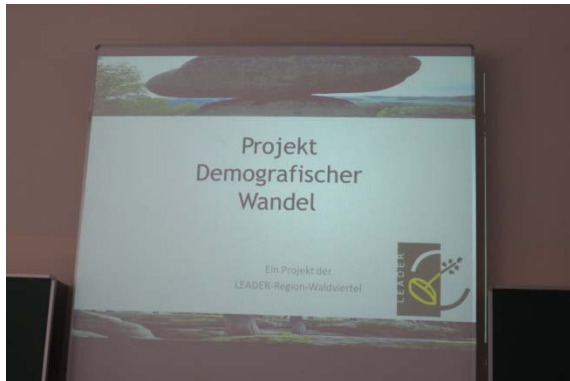 Projekt
Demografischer
Wandel
Ein Projekt der
LEADER-Region-Waldviertel
LEADER